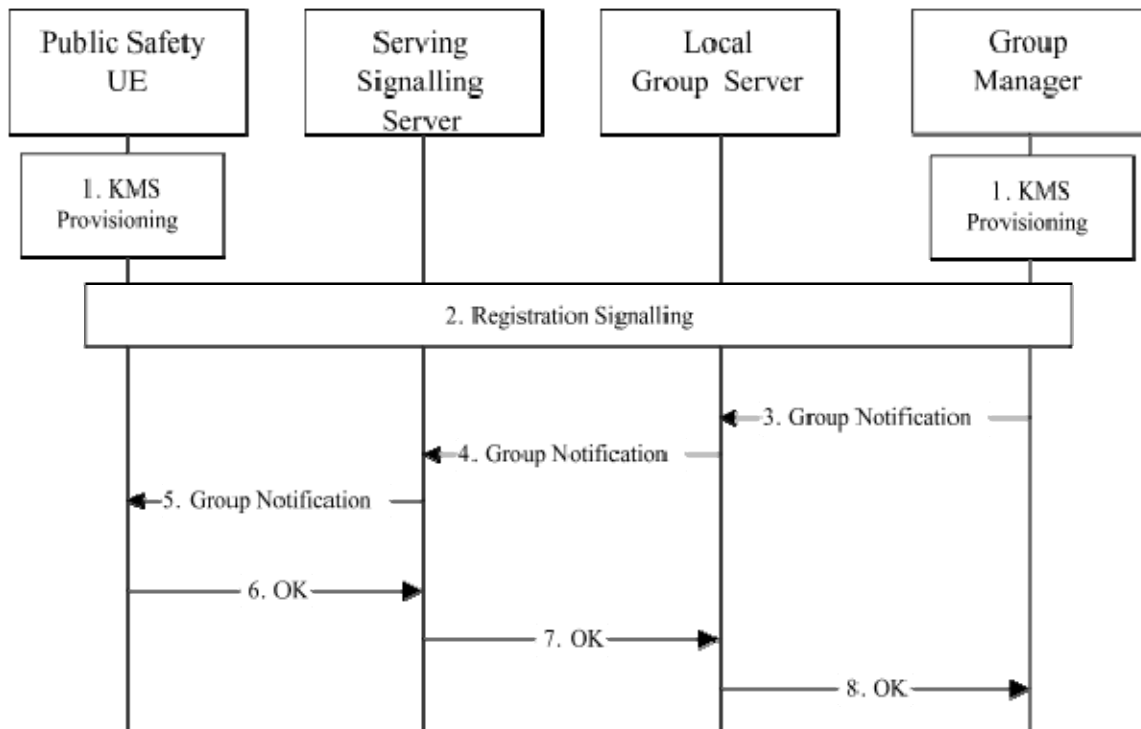 Public Safety
UE
Serving
Signalling
Server
Local
Group Server
Group
Manager
1. KMS
Provisioning
1. KMS
Provisioning
2. Registration Signalling
3. Group Notification
4. Group Notification
5. Group Notification
6. OK
7. OK
8. OK